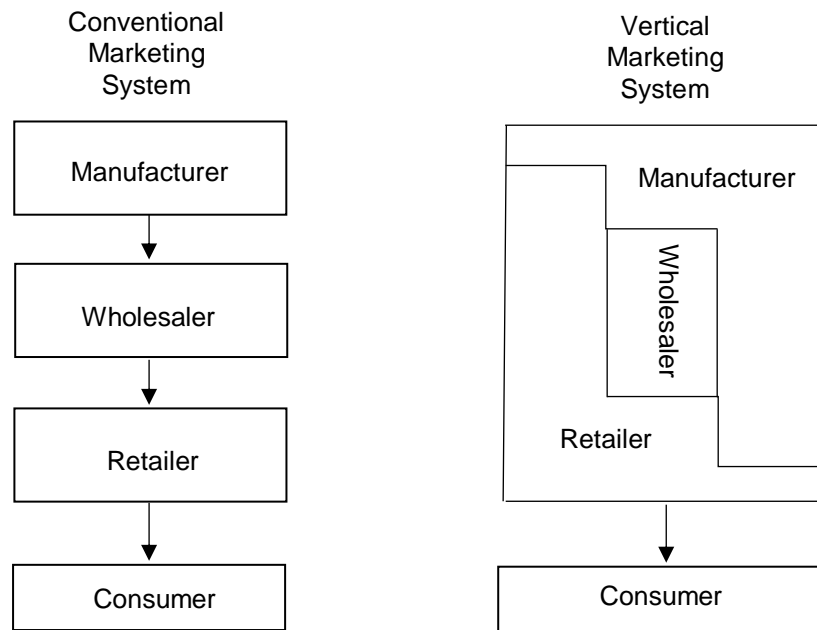 Conventional
Marketing
System
Manufacturer
Wholesaler
Retailer
Consumer
Vertical
Marketing
System
Manufacturer
Wholesaler
Retailer
Consumer